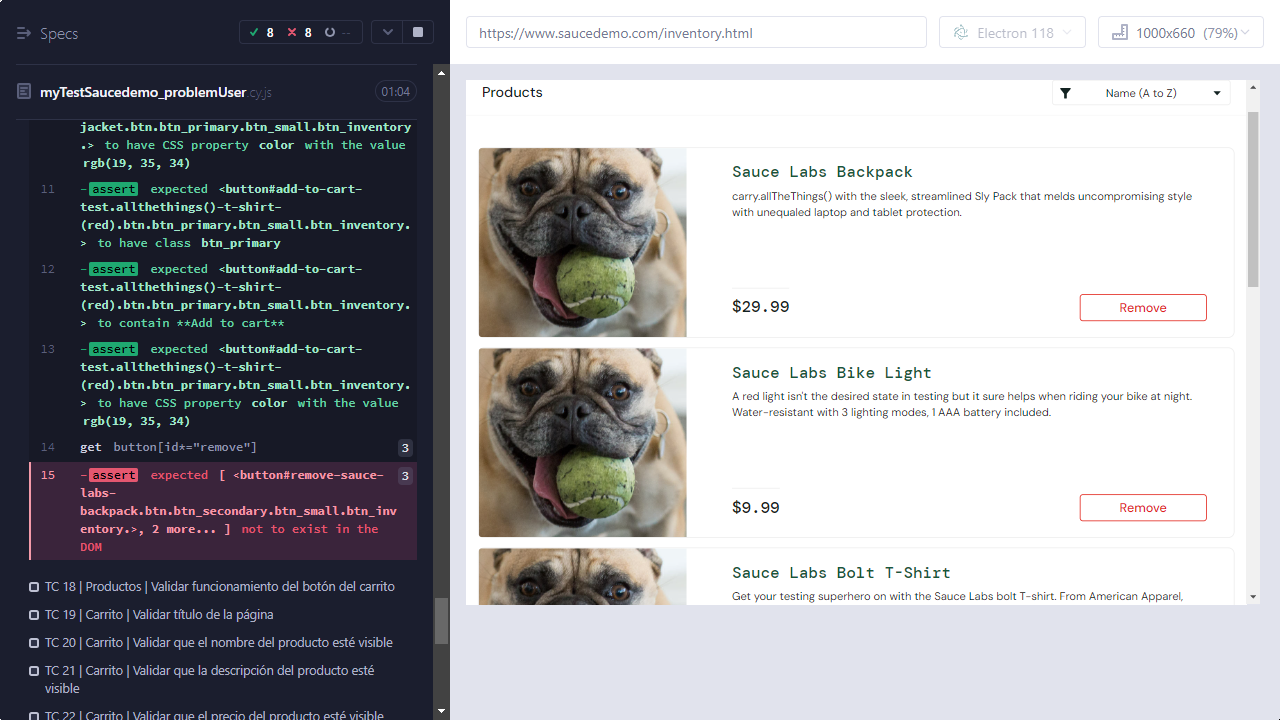 Specs
8
8
--
myTestSaucedemo_problemUser.cy.js
01:04
jacket.btn.btn_primary.btn_small.btn_inventory
.> to have CSS property color with the value
rgb(19, 35, 34)
11 -assert expected <button#add-to-cart-
test.allthethings()-t-shirt-
(red).btn.btn_primary.btn_small.btn_inventory.
> to have class btn_primary
12 -assert expected <button#add-to-cart-
test.allthethings()-t-shirt-
(red).btn.btn_primary.btn_small.btn_inventory.
> to contain **Add to cart**
13 -assert expected <button#add-to-cart-
test.allthethings()-t-shirt-
(red).btn.btn_primary.btn_small.btn_inventory.
> to have CSS property color with the value
rgb(19, 35, 34)
14 get button[id*="remove"] 3
15 -assert expected [ <button#remove-sauce- 3
labs-
backpack.btn.btn_secondary.btn_small.btn_inv
entory.>, 2 more... ] not to exist in the
DOM
TC 18 | Productos | Validar funcionamiento del botón del carrito
TC 19 | Carrito | Validar título de la página
TC 20 | Carrito | Validar que el nombre del producto esté visible
TC 21 | Carrito | Validar que la descripción del producto esté
visible
TC 22 | Carrito | Validar que el precio del producto esté visible
https://www.saucedemo.com/inventory.html
Electron 118
1000x660 (79%)
Products
Name (A to Z)
Sauce Labs Backpack
carry.allTheThings() with the sleek, streamlined Sly Pack that melds uncompromising style
with unequaled laptop and tablet protection.
$29.99
Remove
Sauce Labs Bike Light
A red light isn't the desired state in testing but it sure helps when riding your bike at night.
Water-resistant with 3 lighting modes, 1 AAA battery included.
$9.99
Remove
Sauce Labs Bolt T-Shirt
Get your testing superhero on with the Sauce Labs bolt T-shirt. From American Apparel,